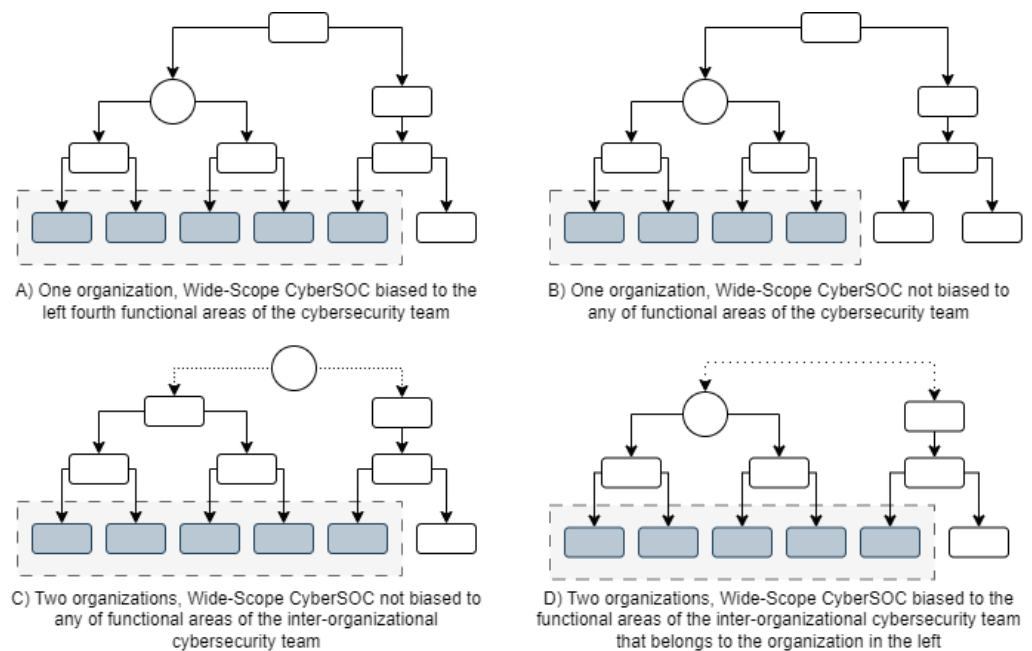 A) One organization, Wide-Scope CyberSOC biased to the
left fourth functional areas of the cybersecurity team
B) One organization, Wide-Scope CyberSOC not biased to
any of functional areas of the cybersecurity team
C) Two organizations, Wide-Scope CyberSOC not biased to
any of functional areas of the inter-organizational
cybersecurity team
D) Two organizations, Wide-Scope CyberSOC biased to the
functional areas of the inter-organizational cybersecurity team
that belongs to the organization in the left